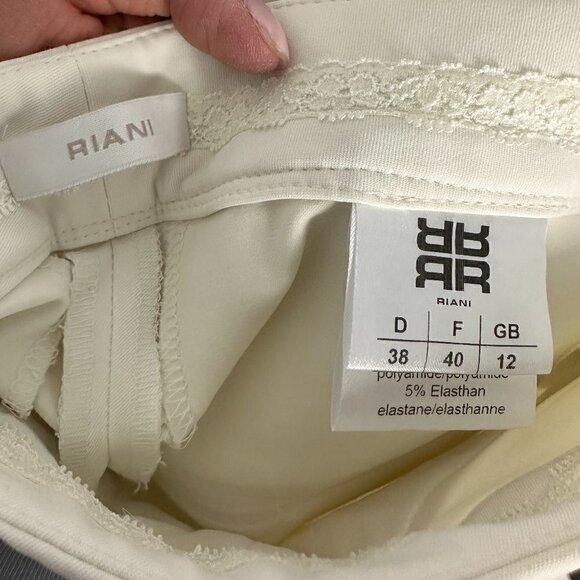 RIANI
RIANI
D F GB
38 40 12
polyamide/polyamide
5% Elasthan
elastane/elasthanne